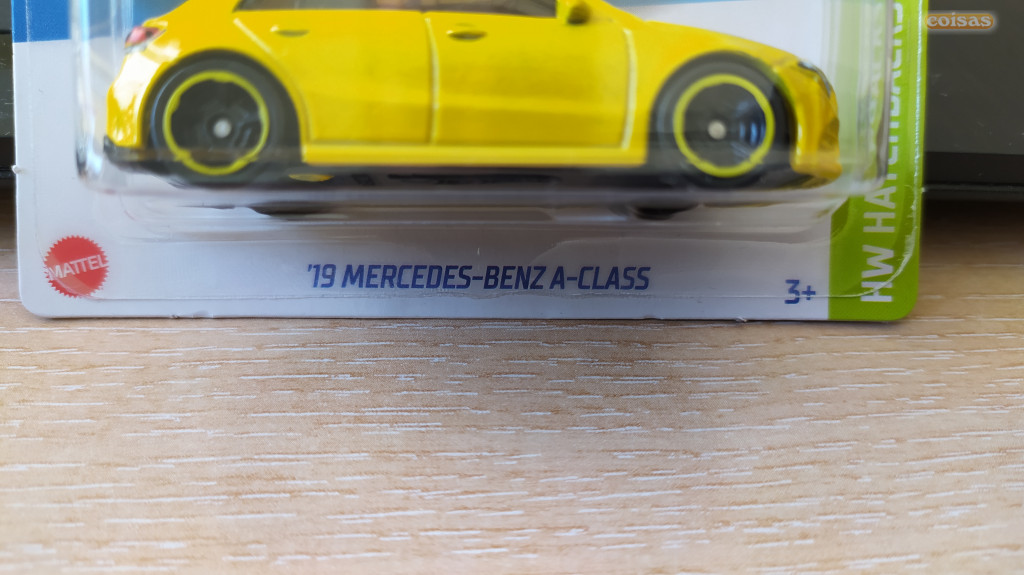 coisas
HW HATCHBACKS
MATTEL
'19 MERCEDES-BENZ A-CLASS
3+